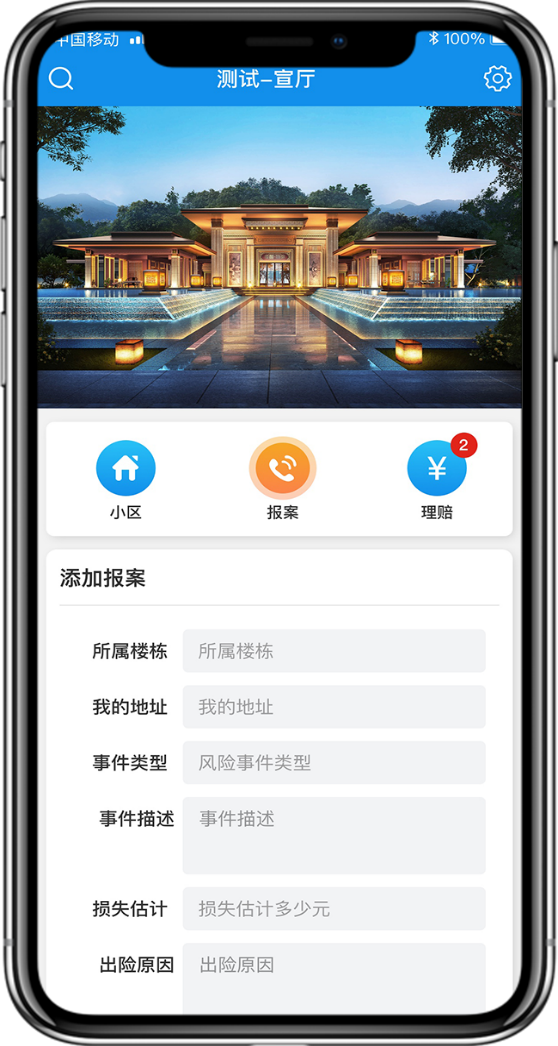 中国移动
100%
测试–宣厅
2
小区
报案
理赔
添加报案
所属楼栋 所属楼栋
我的地址 我的地址
事件类型 风险事件类型
事件描述 事件描述
损失估计 损失估计多少元
出险原因 出险原因